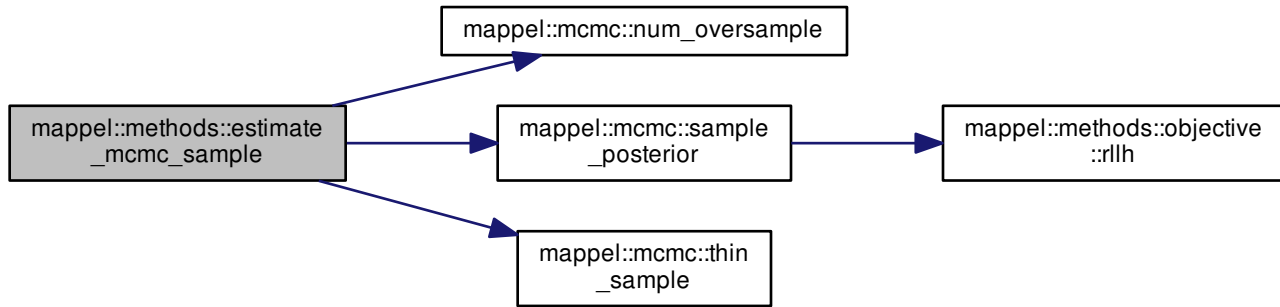 mappel::mcmc::num_oversample
mappel::methods::estimate
_mcmc_sample
mappel::mcmc::sample
_posterior
mappel::methods::objective
::rllh
mappel::mcmc::thin
_sample